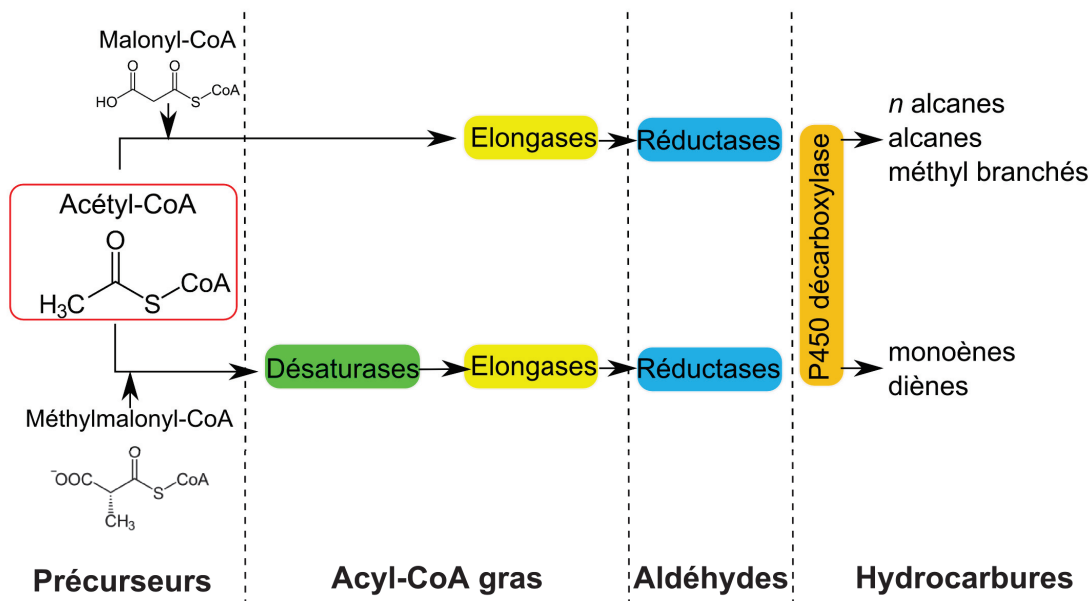 Malonyl-CoA
O
O
HO
S
CoA
Elongases
Réductases
n alcanes
alcanes
méthyl branchés
Acétyl-CoA
O
H3C
S
CoA
P450 décarboxylase
Désaturases
Elongases
Réductases
monoènes
diènes
Méthylmalonyl-CoA
O
-OOC
S
CoA
CH3
Précurseurs
Acyl-CoA gras
Aldéhydes
Hydrocarbures